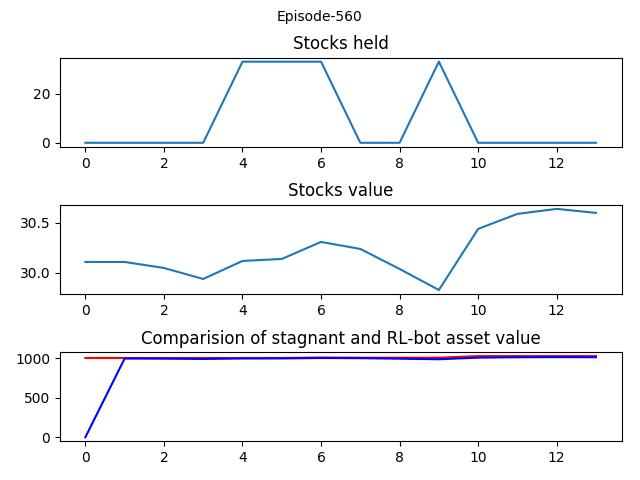 Episode-560
Stocks held
20
0
0 2 4 6 8 10 12
Stocks value
30.5
30.0
0 2 4 6 8 10 12
Comparision of stagnant and RL-bot asset value
1000
500
0
0 2 4 6 8 10 12